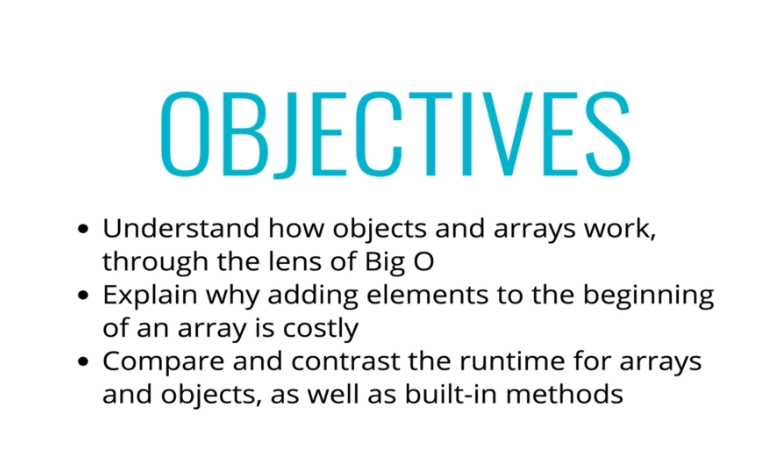 OBJECTIVES
• Understand how objects and arrays work,
through the lens of Big O
• Explain why adding elements to the beginning
of an array is costly
• Compare and contrast the runtime for arrays
and objects, as well as built-in methods